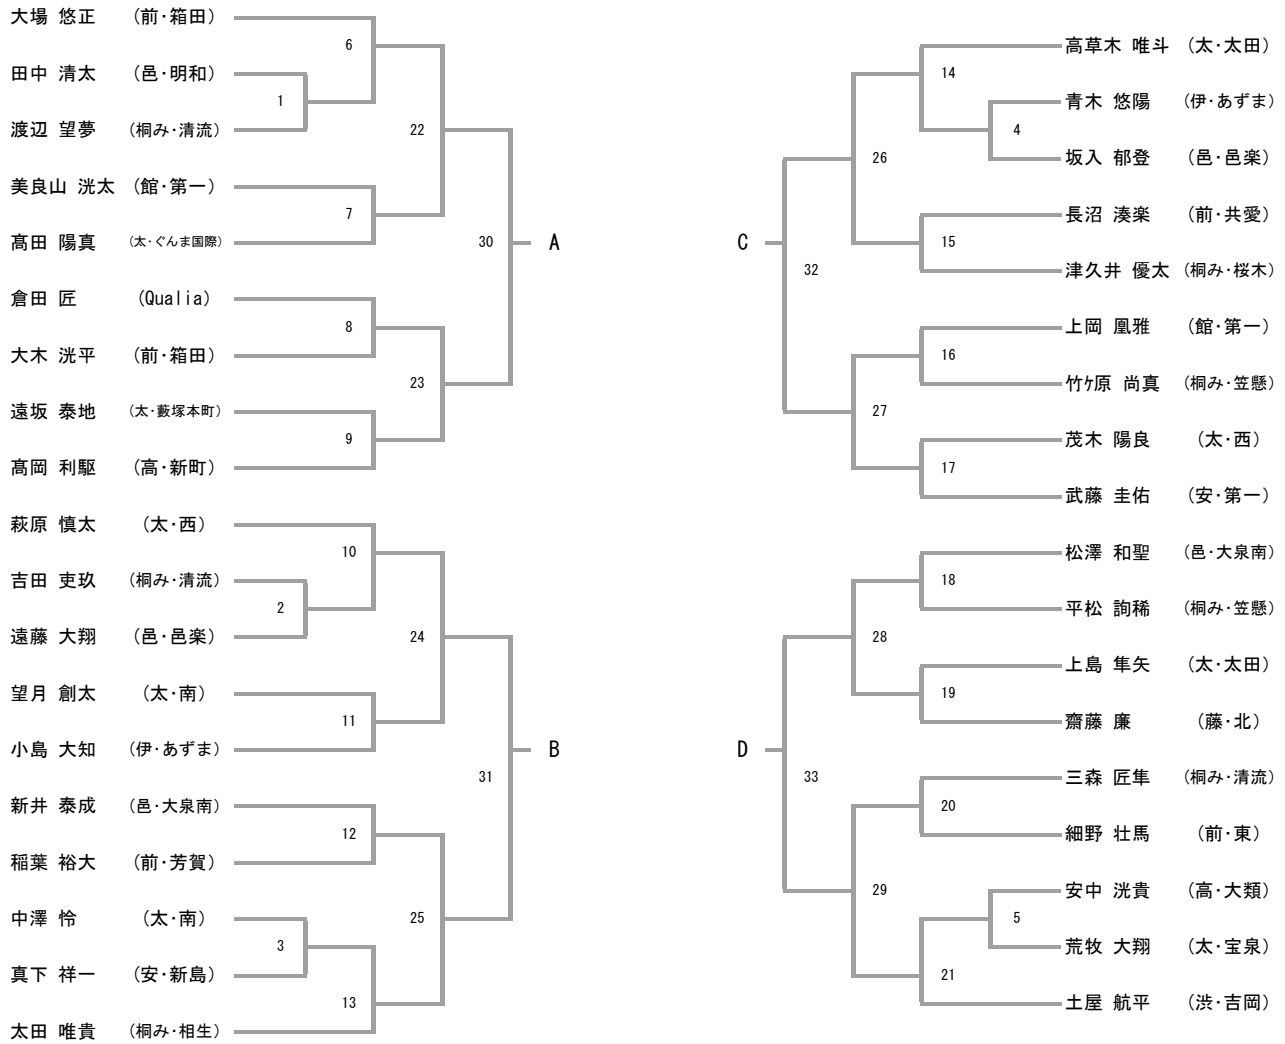 大場 悠正 （前・箱田）
6
田中 清太 （邑・明和）
1
渡辺 望夢 （桐み・清流）
22
美良山 洸太 （館・第一）
7
髙田 陽真 （太・ぐんま国際）
30 A
倉田 匠 （Qualia）
8
大木 洸平 （前・箱田）
23
遠坂 泰地 （太・藪塚本町）
9
髙岡 利駆 （高・新町）
萩原 慎太 （太・西）
10
吉田 吏玖 （桐み・清流）
2
遠藤 大翔 （邑・邑楽）
24
望月 創太 （太・南）
11
小島 大知 （伊・あずま）
B
31
新井 泰成 （邑・大泉南）
12
稲葉 裕大 （前・芳賀）
中澤 怜 （太・南）
25
3
真下 祥一 （安・新島）
13
太田 唯貴 （桐み・相生）
高草木 唯斗 （太・太田）
14
青木 悠陽 （伊・あずま）
4
坂入 郁登 （邑・邑楽）
26
長沼 湊楽 （前・共愛）
15
C
32
津久井 優太 （桐み・桜木）
上岡 凰雅 （館・第一）
16
竹ｹ原 尚真 （桐み・笠懸）
27
茂木 陽良 （太・西）
17
武藤 圭佑 （安・第一）
松澤 和聖 （邑・大泉南）
18
平松 詢稀 （桐み・笠懸）
28
上島 隼矢 （太・太田）
19
齋藤 廉 （藤・北）
D
33
三森 匠隼 （桐み・清流）
20
細野 壮馬 （前・東）
29
安中 洸貴 （高・大類）
5
荒牧 大翔 （太・宝泉）
21
土屋 航平 （渋・吉岡）